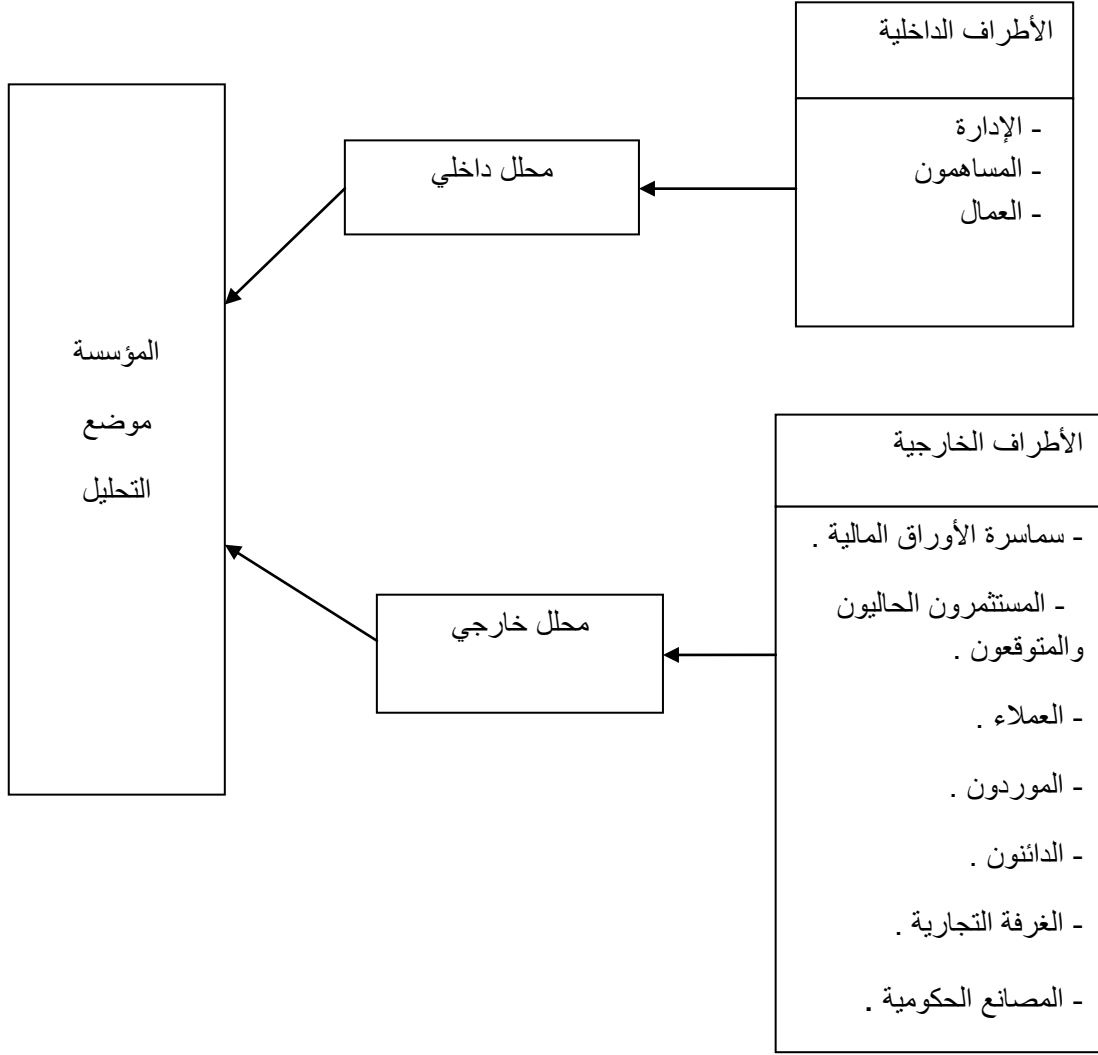 الأطراف الداخلية
- الإدارة
- المساهمون
- العمال
محلل داخلي
المؤسسة
موضع
التحليل
الأطراف الخارجية
- سماسرة الأوراق المالية .
- المستثمرون الحاليون
والمتوقعون .
- العملاء .
- الموردون .
- الدائنون .
- الغرفة التجارية .
- المصانع الحكومية .
محلل خارجي